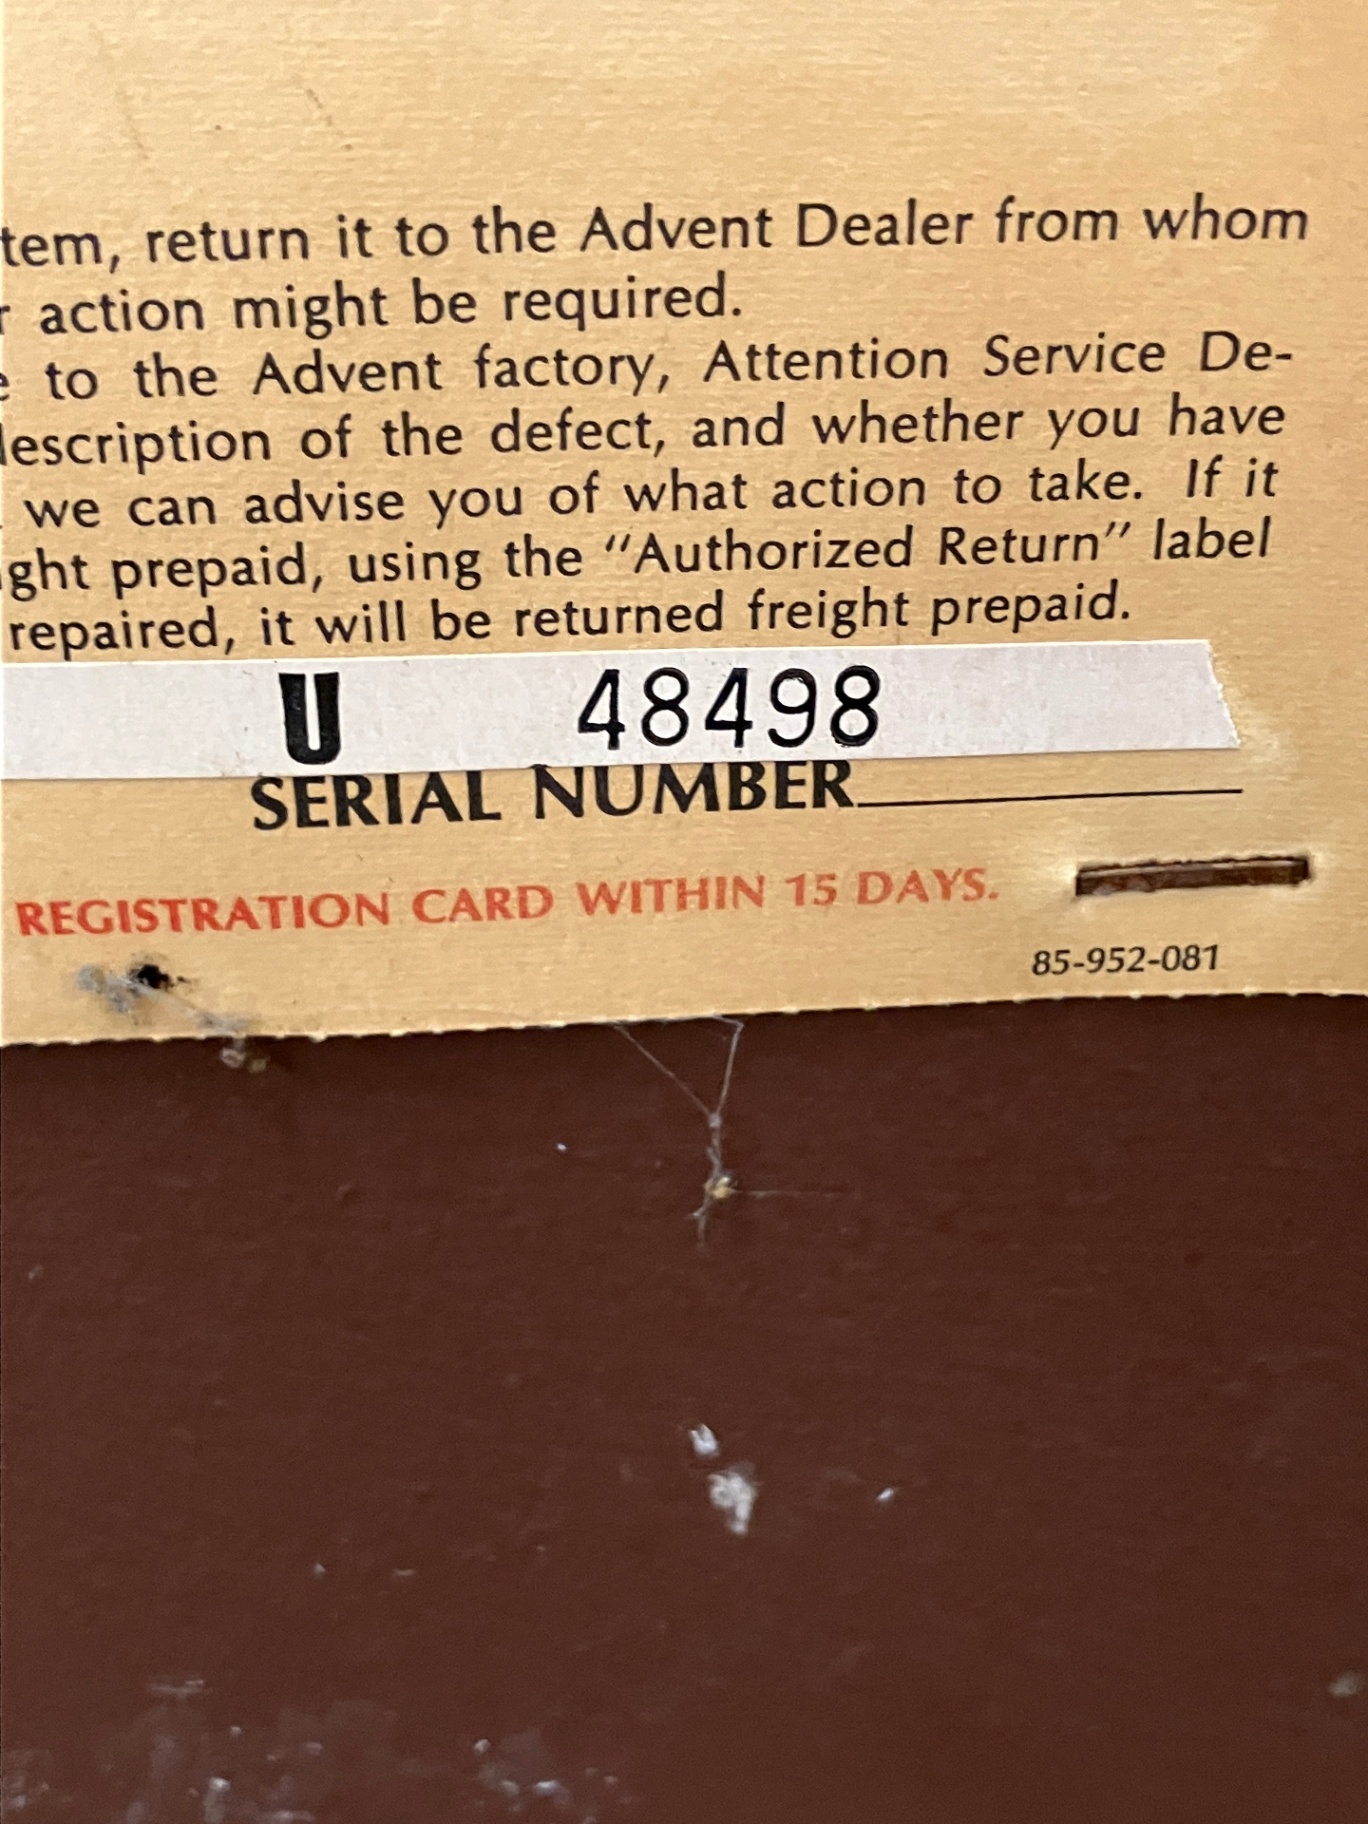 tem, return it to the Advent Dealer from whom
r action might be required.
e to the Advent factory, Attention Service De-
description of the defect, and whether you have
we can advise you of what action to take. If it
ght prepaid, using the “Authorized Return” label
repaired, it will be returned freight prepaid.
U 48498
SERIAL NUMBER
REGISTRATION CARD WITHIN 15 DAYS.
85-952-081